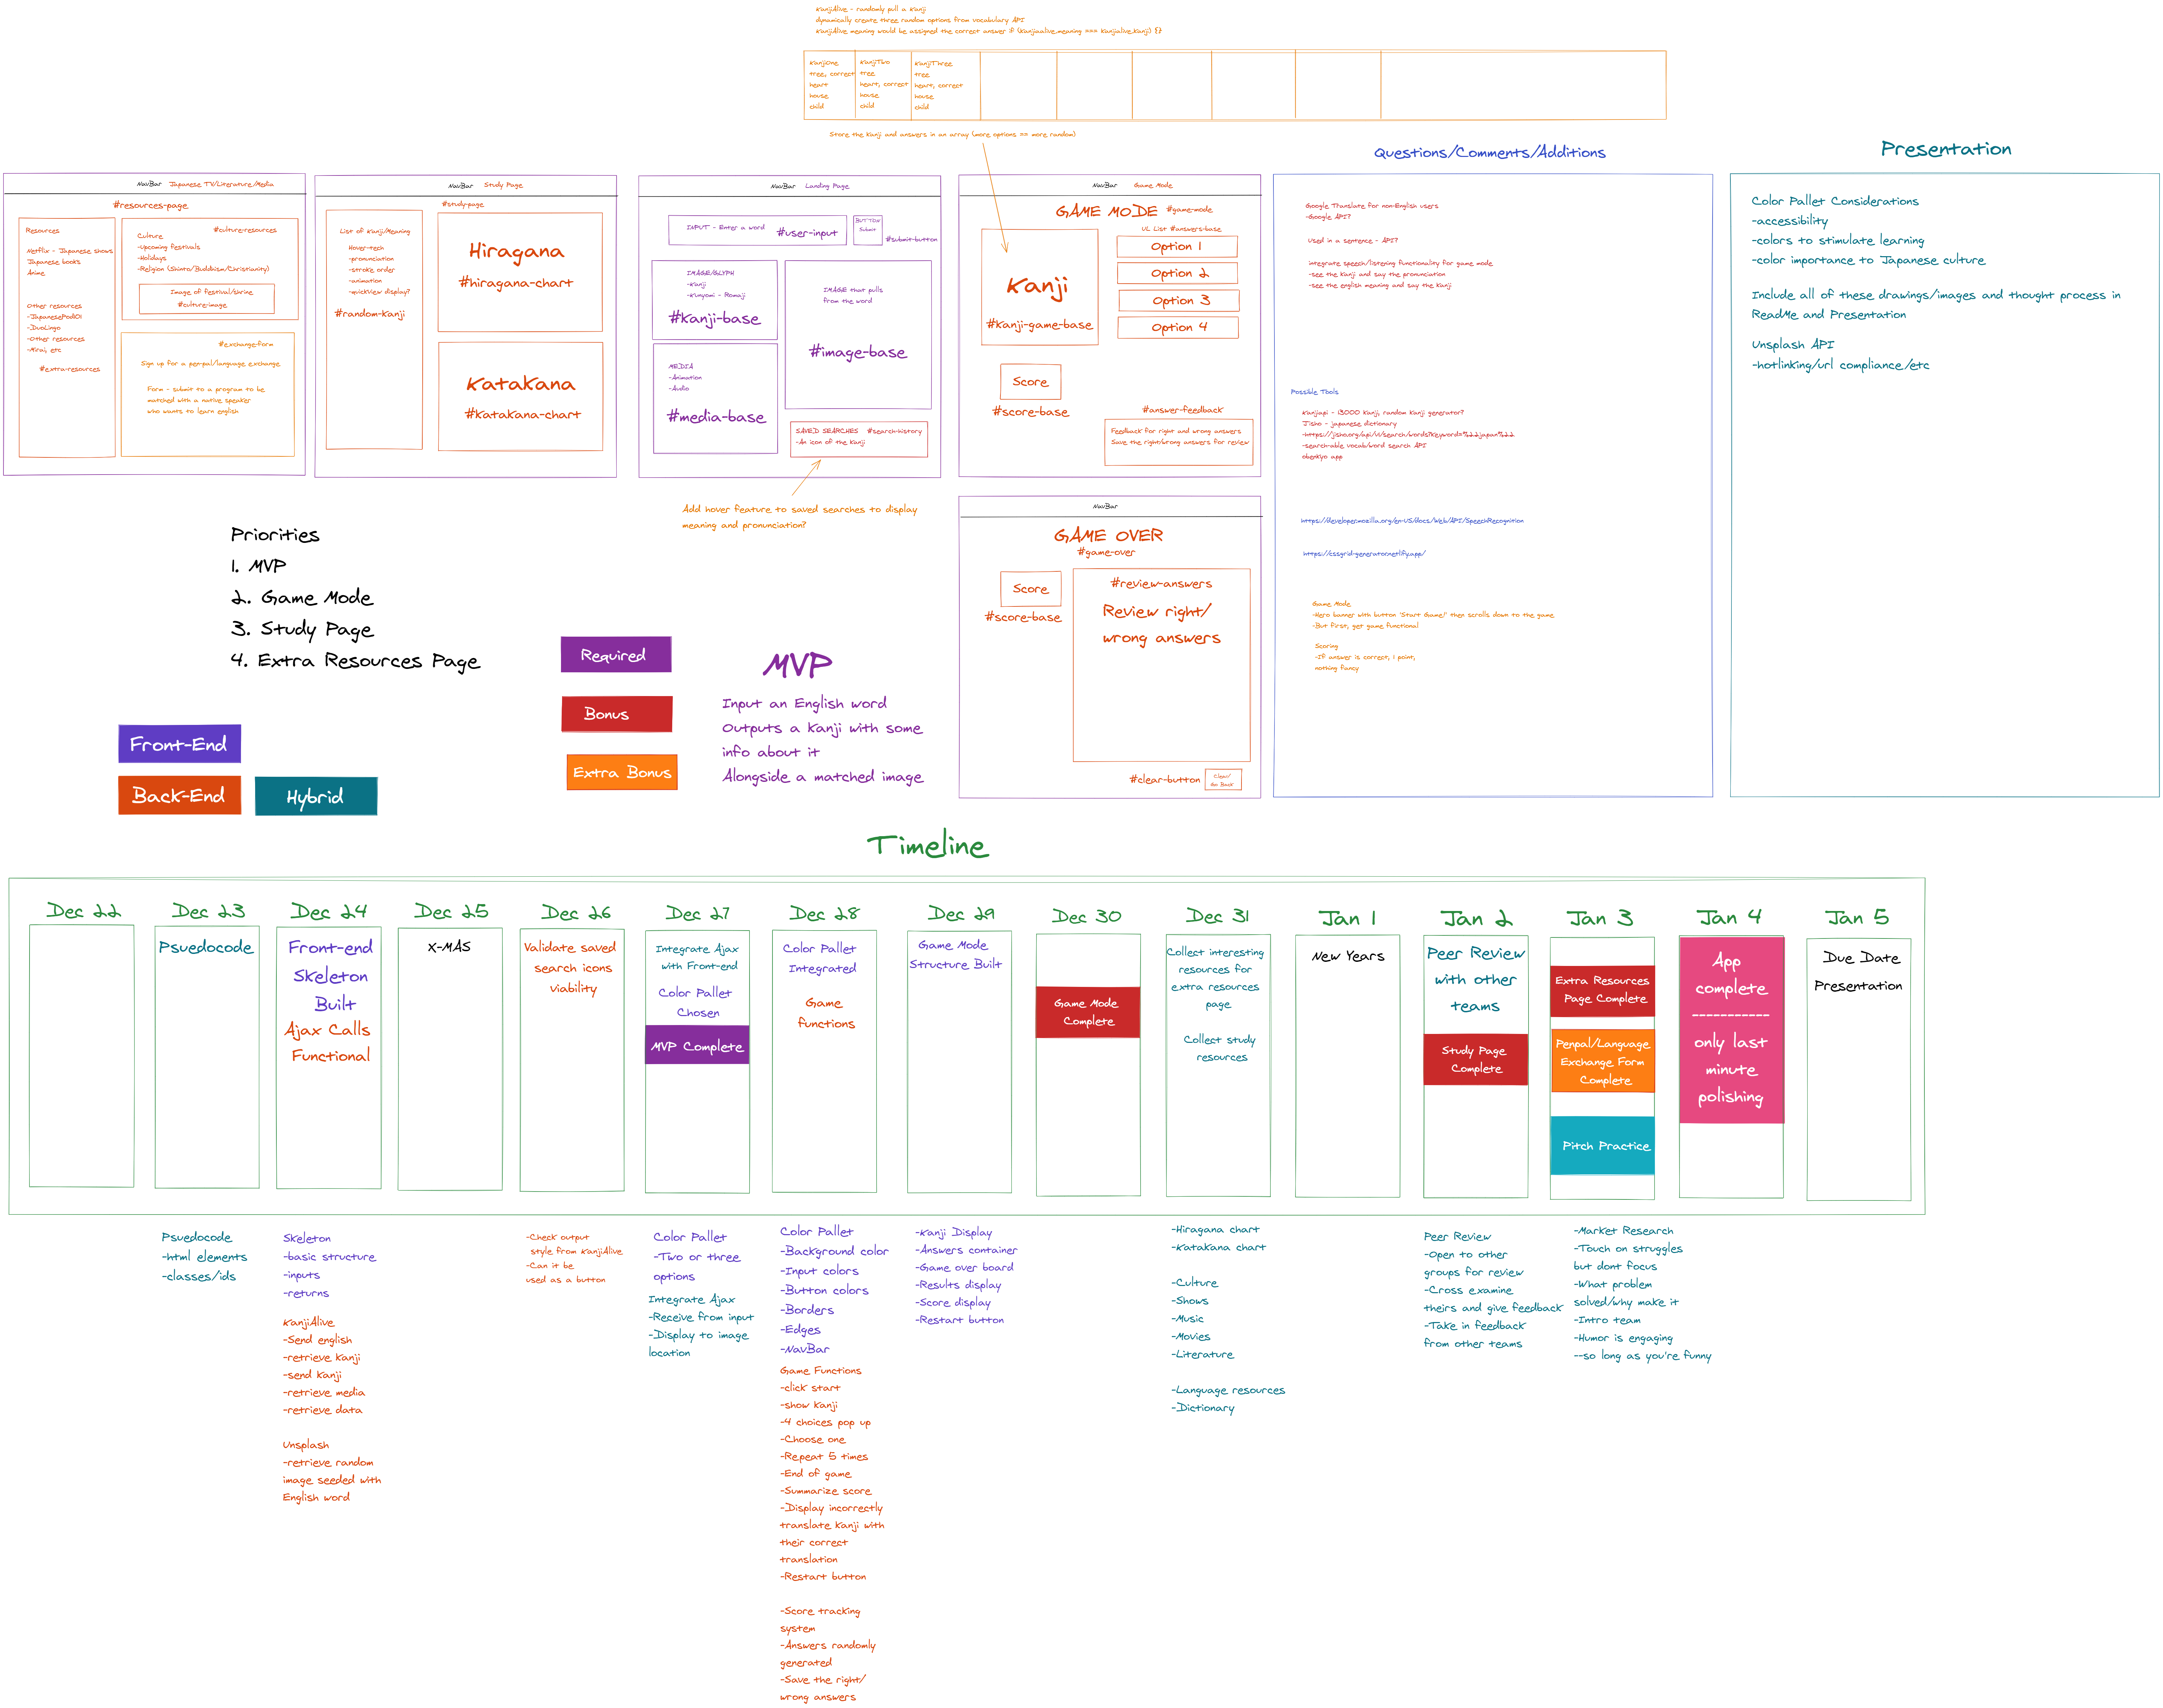 KanjiAlive - randomly pull a Kanji
dynamically create three random options from vocabulary API
KanjiAlive meaning would be assigned the correct answer if (Kanjiaalive.meaning === Kanjialive.Kanji) {}
KanjiOne
tree, correct
heart
house
child
KanjiTwo
tree
heart, correct
house
child
KanjiThree
tree
heart, correct
house
child
Store the Kanji and answers in an array (more options == more random)
NavBar Japanese TV/Literature/Media
#resources-page
Resources
Netflix - Japanese shows
Japanese books
Anime
Other resources
-JapanesePod101
-DuoLingo
-Other resources
-Mirai, etc
#extra-resources
#culture-resources
Culture
-Upcoming festivals
-Holidays
-Religion (Shinto/Buddhism/Christianity)
Image of festival/shrine
#culture-image
#exchange-form
Sign up for a pen-pal/language exchange
Form - submit to a program to be
matched with a native speaker
who wants to learn english
NavBar Study Page
#study-page
List of Kanji/Meaning
Hover-tech
-pronunciation
-stroke order
-animation
-quickview display?
#random-kanji
Hiragana
#hiragana-chart
Katakana
#katakana-chart
NavBar Landing Page
INPUT - Enter a word #user-input
BUTTON
Submit
#submit-button
IMAGE/GLYPH
-Kanji
-Kunyomi - Romaji
#kanji-base
MEDIA
-Animation
-Audio
#media-base
IMAGE that pulls
from the word
#image-base
SAVED SEARCHES #search-history
-An icon of the Kanji
Add hover feature to saved searches to display
meaning and pronunciation?
NavBar Game Mode
GAME MODE #game-mode
Kanji
#kanji-game-base
UL List #answers-base
Option 1
Option 2
Option 3
Option 4
Score
#score-base
#answer-feedback
Feedback for right and wrong answers
Save the right/wrong answers for review
NavBar
GAME OVER
#game-over
Score
#score-base
#review-answers
Review right/
wrong answers
#clear-button
Clear/
Go Back
Questions/Comments/Additions
Google Translate for non-English users
-Google API?
Used in a sentence - API?
integrate speech/listening functionality for game mode
-see the Kanji and say the pronunciation
-see the english meaning and say the Kanji
Possible Tools
Kanjiapi - 13000 Kanji, random Kanji generator?
Jisho - japanese dictionary
-https://jisho.org/api/v1/search/words?keyword=%22japan%22
-search-able vocab/word search API
obenkyo app
https://developer.mozilla.org/en-US/docs/Web/API/SpeechRecognition
https://cssgrid-generator.netlify.app/
Game Mode
-Hero banner with button 'Start Game!' then scrolls down to the game
-But first, get game functional
Scoring
-If answer is correct, 1 point,
nothing fancy
Presentation
Color Pallet Considerations
-accessibility
-colors to stimulate learning
-color importance to Japanese culture
Include all of these drawings/images and thought process in
ReadMe and Presentation
Unsplash API
-hotlinking/url compliance/etc
Priorities
1. MVP
2. Game Mode
3. Study Page
4. Extra Resources Page
Front-End
Back-End
Hybrid
Required
Bonus
Extra Bonus
MVP
Input an English word
Outputs a Kanji with some
info about it
Alongside a matched image
Timeline
Dec 22
Dec 23
Psuedocode
Dec 24
Front-end
Skeleton
Built
Ajax Calls
Functional
Dec 25
X-MAS
Dec 26
Validate saved
search icons
viability
Dec 27
Integrate Ajax
with Front-end
Color Pallet
Chosen
MVP Complete
Dec 28
Color Pallet
Integrated
Game
functions
Dec 29
Game Mode
Structure Built
Dec 30
Game Mode
Complete
Dec 31
Collect interesting
resources for
extra resources
page
Collect study
resources
Jan 1
New Years
Jan 2
Peer Review
with other
teams
Study Page
Complete
Jan 3
Extra Resources
Page Complete
Penpal/Language
Exchange Form
Complete
Pitch Practice
Jan 4
App
complete
-----------
only last
minute
polishing
Jan 5
Due Date
Presentation
Psuedocode
-html elements
-classes/ids
Skeleton
-basic structure
-inputs
-returns
KanjiAlive
-Send english
-retrieve Kanji
-send Kanji
-retrieve media
-retrieve data
Unsplash
-retrieve random
image seeded with
English word
-Check output
style from KanjiAlive
-Can it be
used as a button
Color Pallet
-Two or three
options
Integrate Ajax
-Receive from input
-Display to image
location
Color Pallet
-Background color
-Input colors
-Button colors
-Borders
-Edges
-NavBar
Game Functions
-click start
-show Kanji
-4 choices pop up
-Choose one
-Repeat 5 times
-End of game
-Summarize score
-Display incorrectly
translate Kanji with
their correct
translation
-Restart button
-Score tracking
system
-Answers randomly
generated
-Save the right/
wrong answers
-Kanji Display
-Answers container
-Game over board
-Results display
-Score display
-Restart button
-Hiragana chart
-Katakana chart
-Culture
-Shows
-Music
-Movies
-Literature
-Language resources
-Dictionary
Peer Review
-Open to other
groups for review
-Cross examine
theirs and give feedback
-Take in feedback
from other teams
-Market Research
-Touch on struggles
but dont focus
-What problem
solved/why make it
-Intro team
-Humor is engaging
--so long as you're funny